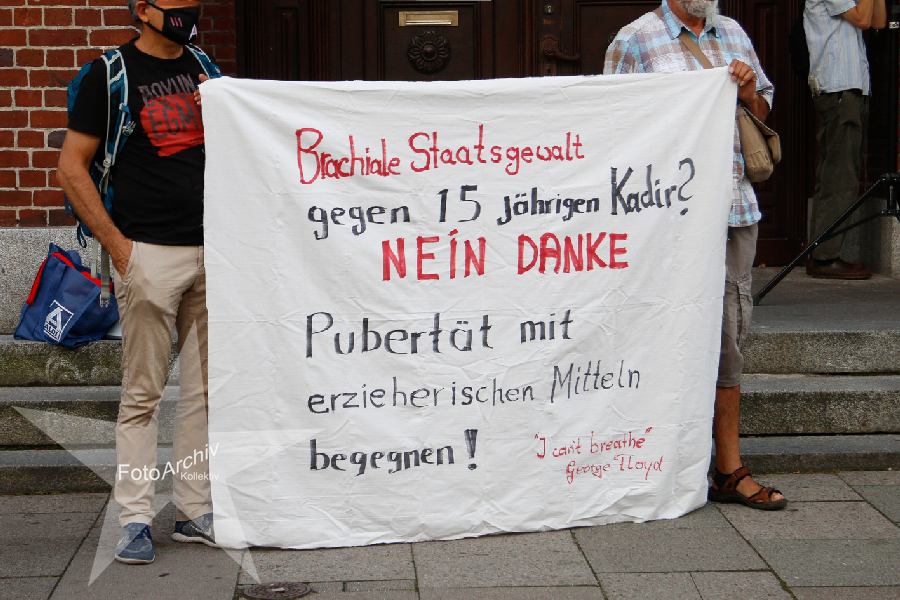 Brachiale Staatsgewalt
gegen 15 jährigen Kadir?
NEIN DANKE
Pubertät mit
erzieherischen Mitteln
begegnen!
"I can't breathe"
George Floyd
FotoArchiv
Kollektiv